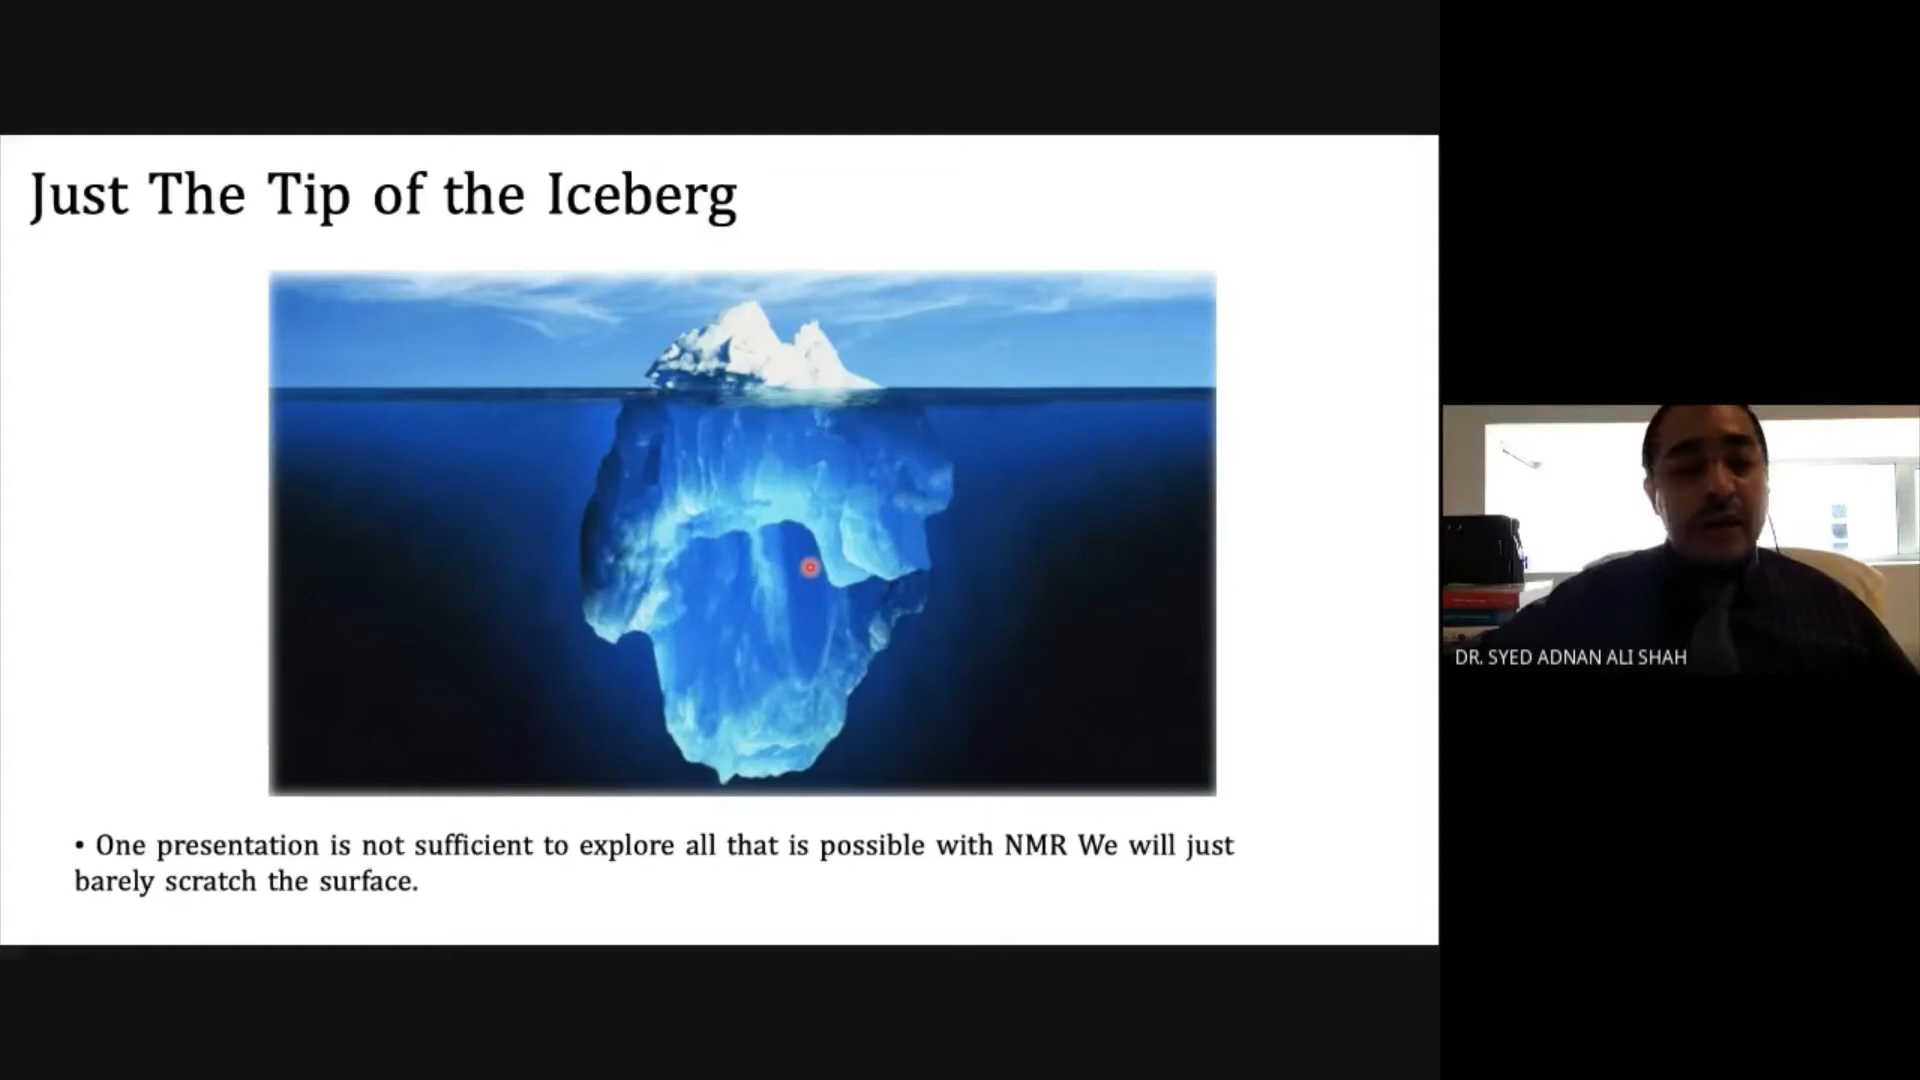 Just The Tip of the Iceberg
• One presentation is not sufficient to explore all that is possible with NMR We will just
barely scratch the surface.
DR. SYED ADNAN ALI SHAH